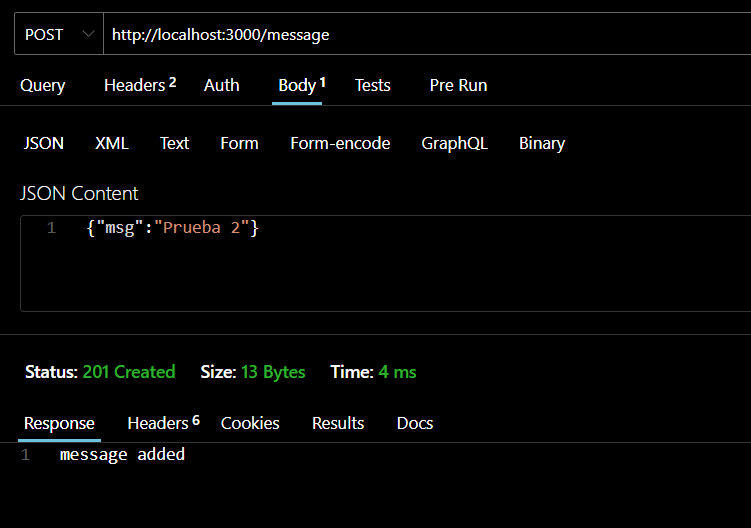 POST http://localhost:3000/message
Query Headers 2 Auth Body 1 Tests Pre Run
JSON XML Text Form Form-encode GraphQL Binary
JSON Content
1 {"msg":"Prueba 2"}
Status: 201 Created Size: 13 Bytes Time: 4 ms
Response Headers 6 Cookies Results Docs
1 message added